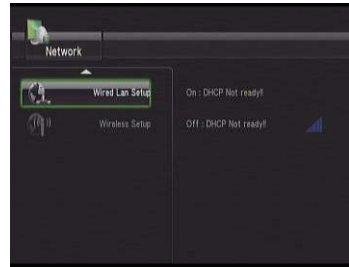 Network
Wired Lan Setup
On : DHCP Not ready!!
Wireless Setup
Off : DHCP Not ready!!